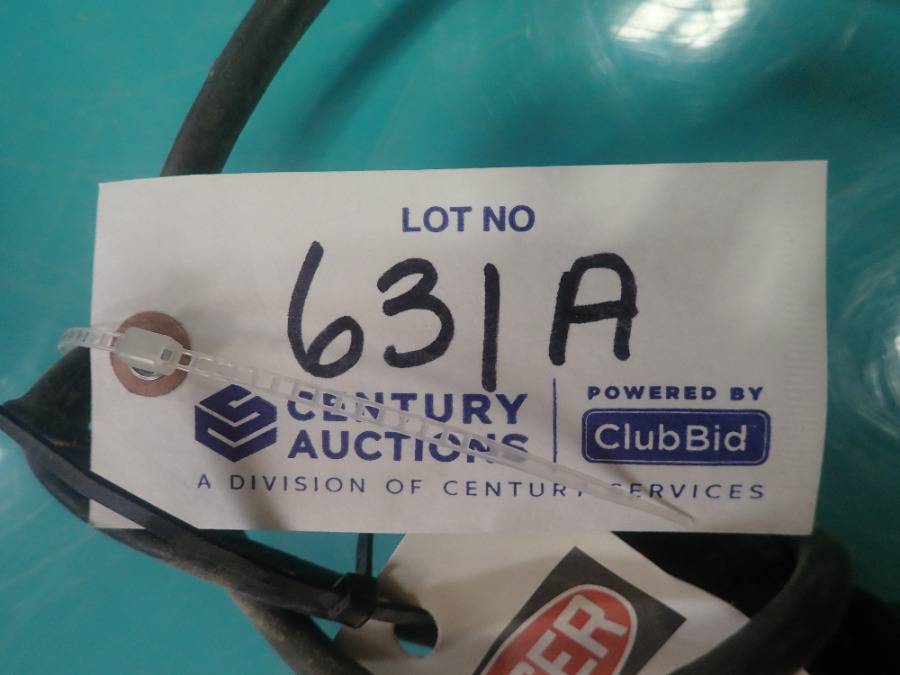 LOT NO
631A
CENTURY
AUCTIONS
POWERED BY
ClubBid
A DIVISION OF CENTURY SERVICES